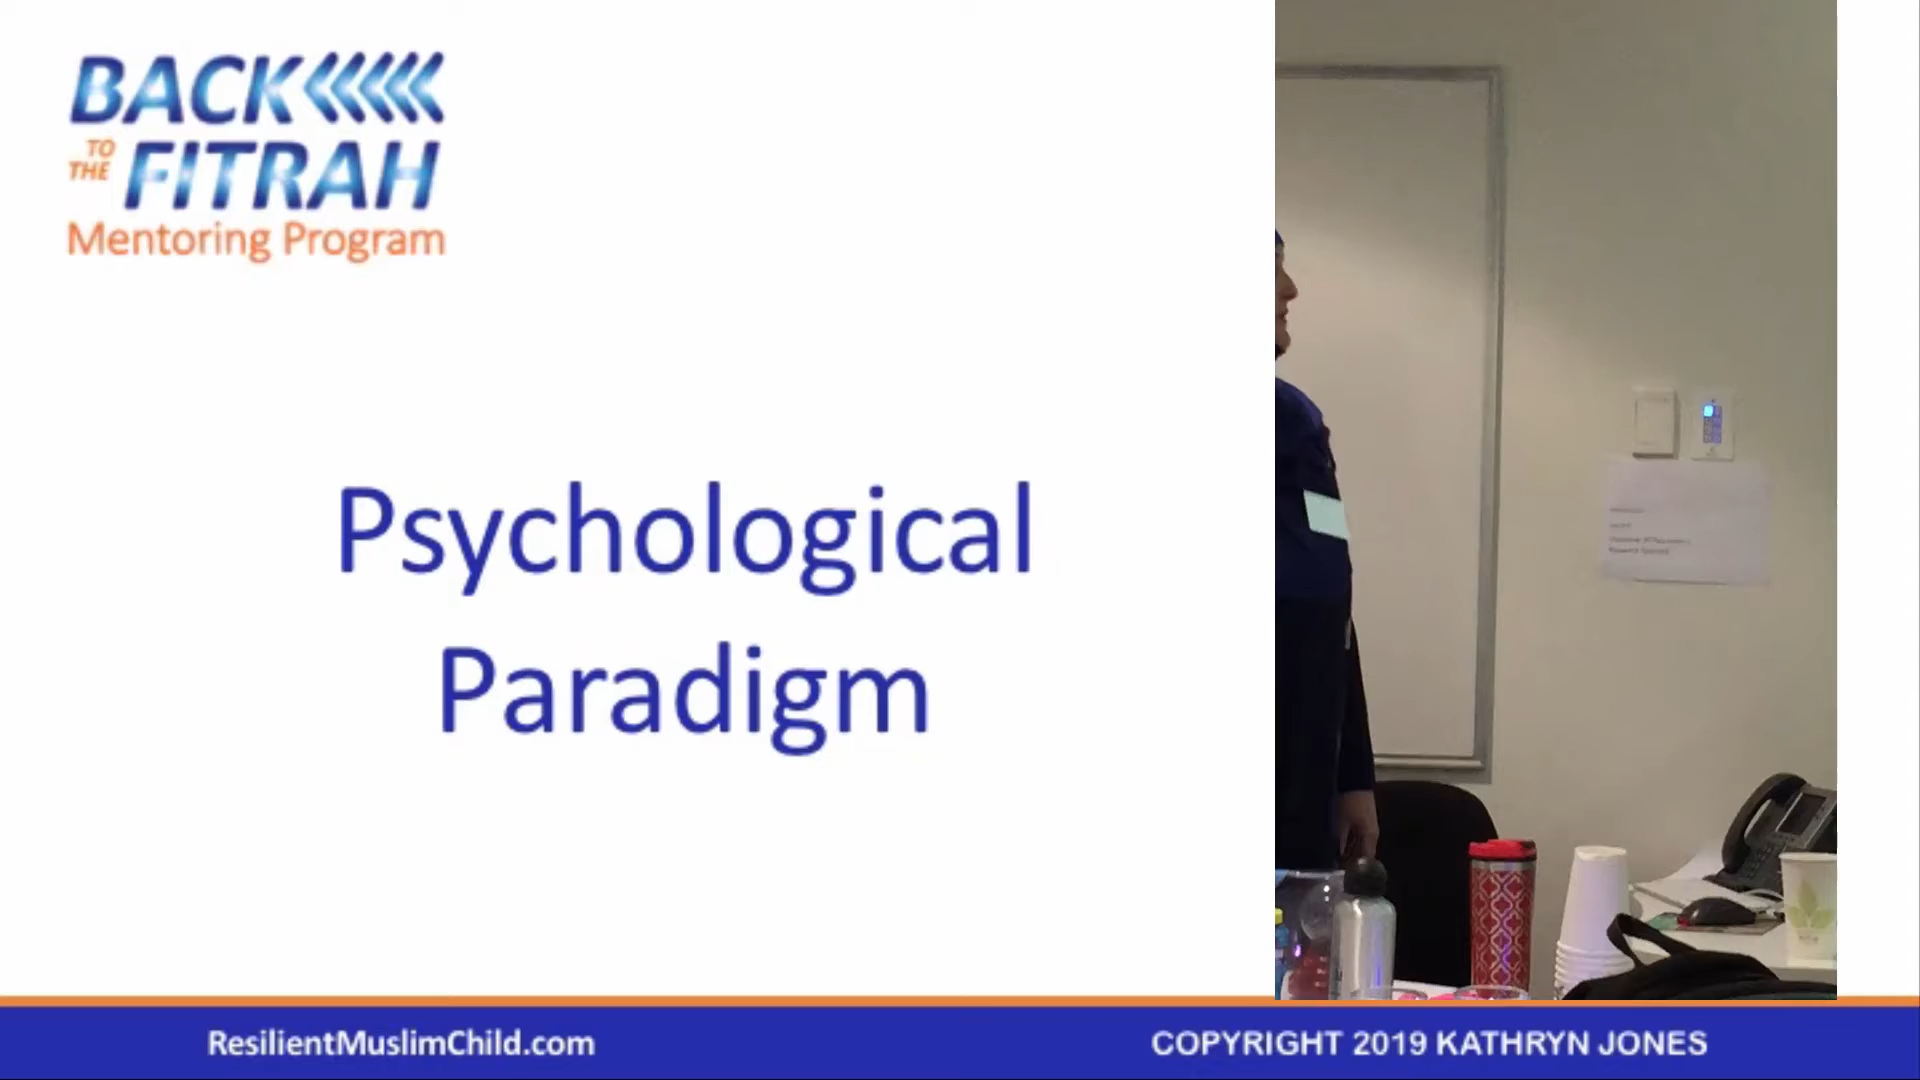 BACK
TO THE FITRAH
Mentoring Program
Psychological
Paradigm
ResilientMuslimChild.com
COPYRIGHT 2019 KATHRYN JONES